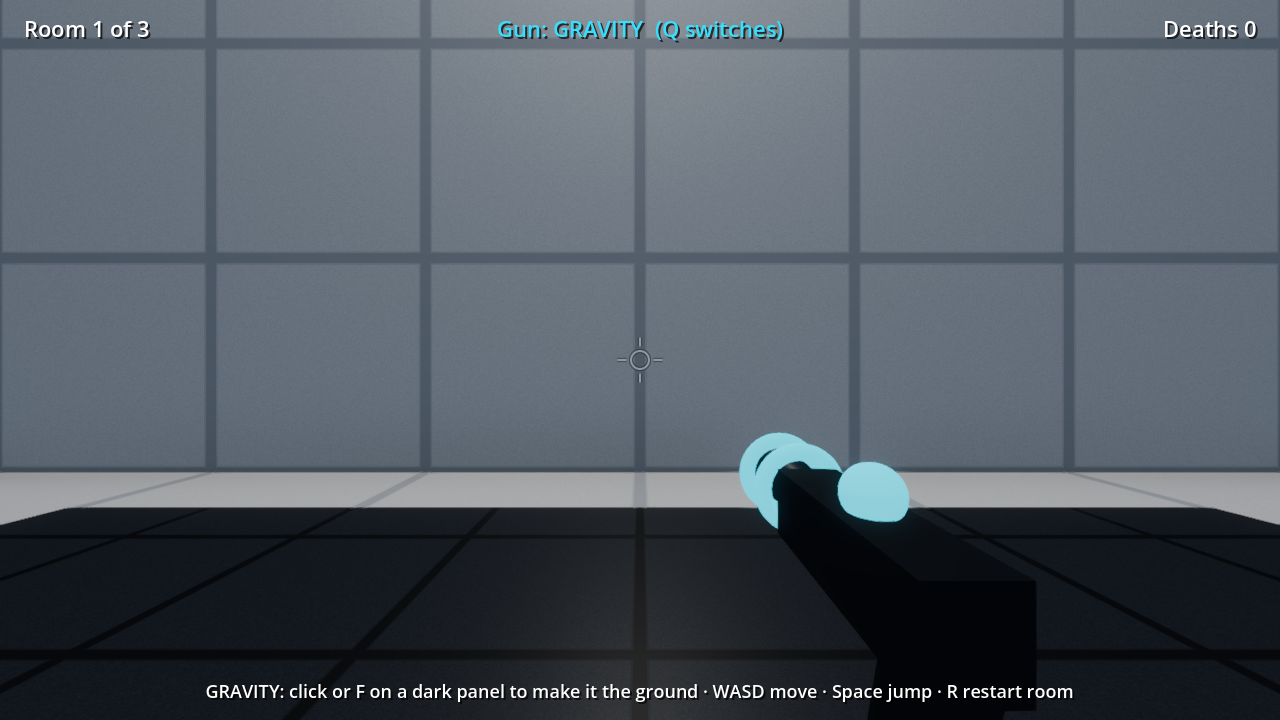 Room 1 of 3
Gun: GRAVITY (Q switches)
Deaths 0
GRAVITY: click or F on a dark panel to make it the ground · WASD move · Space jump · R restart room